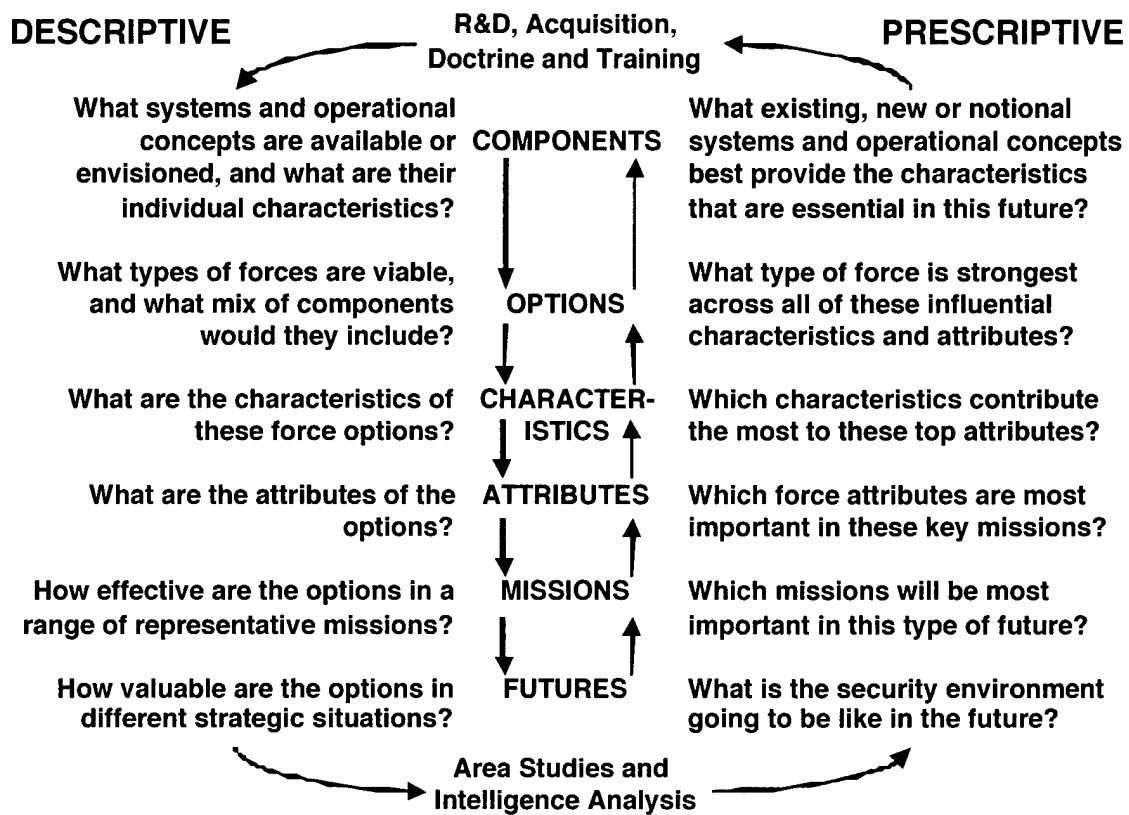 DESCRIPTIVE
R&D, Acquisition,
Doctrine and Training
PRESCRIPTIVE
What systems and operational
concepts are available or
envisioned, and what are their
individual characteristics?
COMPONENTS
What existing, new or notional
systems and operational concepts
best provide the characteristics
that are essential in this future?
What types of forces are viable,
and what mix of components
would they include?
OPTIONS
What type of force is strongest
across all of these influential
characteristics and attributes?
What are the characteristics of
these force options?
CHARACTER-
ISTICS
Which characteristics contribute
the most to these top attributes?
What are the attributes of the
options?
ATTRIBUTES
Which force attributes are most
important in these key missions?
How effective are the options in a
range of representative missions?
MISSIONS
Which missions will be most
important in this type of future?
How valuable are the options in
different strategic situations?
FUTURES
What is the security environment
going to be like in the future?
Area Studies and
Intelligence Analysis